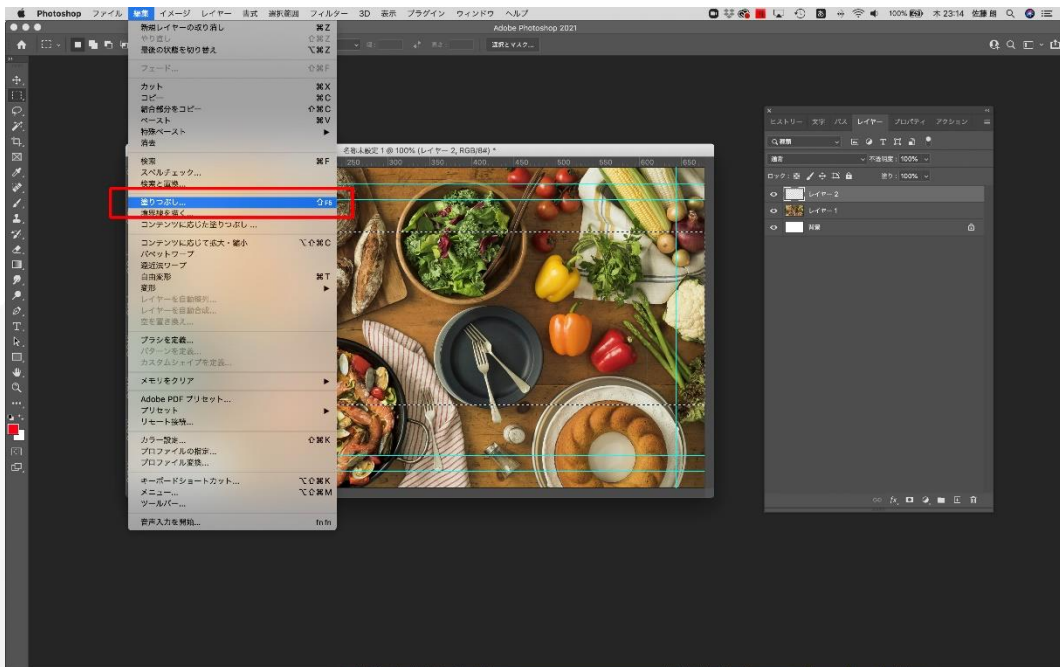 Photoshop ファイル 編集 イメージ レイヤー 書式 選択範囲 フィルター 3D 表示 プラグイン ウィンドウ ヘルプ
100% 木 23:14 佐藤 朗
Adobe Photoshop 2021
選択とマスク...
新規レイヤーの取り消し ⌘Z
やり直し ⇧⌘Z
最後の状態を切り替え ⌥⌘Z
フェード... ⇧⌘F
カット ⌘X
コピー ⌘C
結合部分をコピー ⇧⌘C
ペースト ⌘V
特殊ペースト
消去
検索 ⌘F
スペルチェック...
検索と置換...
塗りつぶし... ⇧F5
境界線を描く...
コンテンツに応じた塗りつぶし ...
コンテンツに応じて拡大・縮小 ⌥⇧⌘C
パペットワープ
遠近法ワープ
自由変形 ⌘T
変形
レイヤーを自動整列...
レイヤーを自動合成...
空を置き換え...
ブラシを定義...
パターンを定義...
カスタムシェイプを定義...
メモリをクリア
Adobe PDF プリセット...
プリセット
リモート接続...
カラー設定... ⇧⌘K
プロファイルの指定...
プロファイル変換...
キーボードショートカット... ⌥⇧⌘K
メニュー... ⌥⇧⌘M
ツールバー...
音声入力を開始... fn fn
名称未設定 1 @ 100% (レイヤー 2, RGB/8#) *
250 300 350 400 450 500 550 600 650
ヒストリー 文字 パス レイヤー プロパティ アクション
種類
通常 不透明度: 100%
ロック: 塗り: 100%
レイヤー 2
レイヤー 1
背景